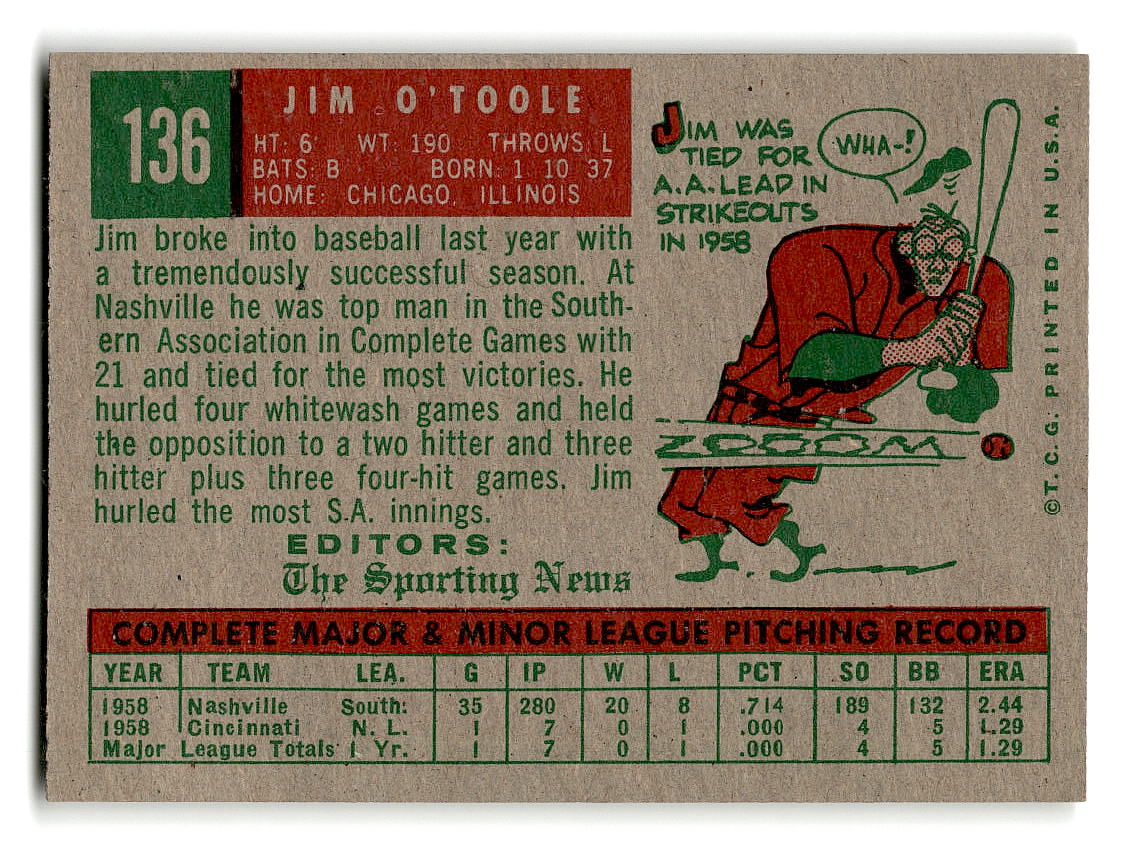 136
JIM O'TOOLE
HT: 6' WT: 190 THROWS: L
BATS: B BORN: 1 10 37
HOME: CHICAGO, ILLINOIS
Jim broke into baseball last year with
a tremendously successful season. At
Nashville he was top man in the South-
ern Association in Complete Games with
21 and tied for the most victories. He
hurled four whitewash games and held
the opposition to a two hitter and three
hitter plus three four-hit games. Jim
hurled the most S.A. innings.
EDITORS:
The Sporting News
JIM WAS
TIED FOR
A.A. LEAD IN
STRIKEOUTS
IN 1958
WHA-!
ZOOOOM
© T. C. G. PRINTED IN U.S.A.
COMPLETE MAJOR & MINOR LEAGUE PITCHING RECORD
YEAR TEAM LEA. G IP W L PCT SO BB ERA
1958 Nashville South. 35 280 20 8 .714 189 132 2.44
1958 Cincinnati N. L. 1 7 0 1 .000 4 5 1.29
Major League Totals 1 Yr. 1 7 0 1 .000 4 5 1.29